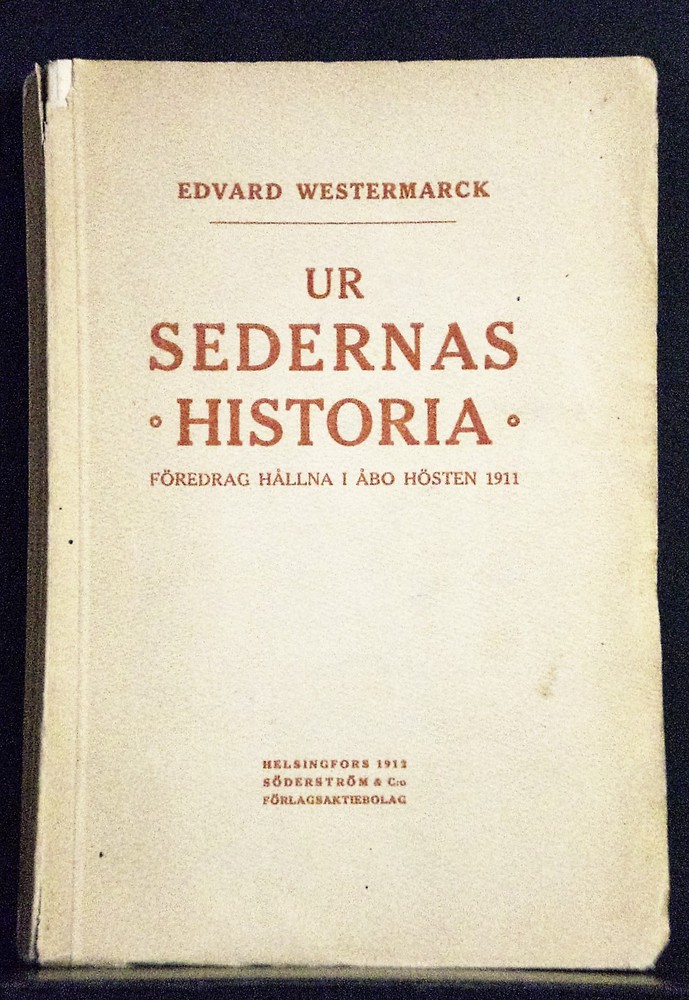 EDVARD WESTERMARCK
UR
SEDERNAS
HISTORIA
FÖREDRAG HÅLLNA I ÅBO HÖSTEN 1911
HELSINGFORS 1912
SÖDERSTRÖM & C:o
FÖRLAGSAKTIEBOLAG